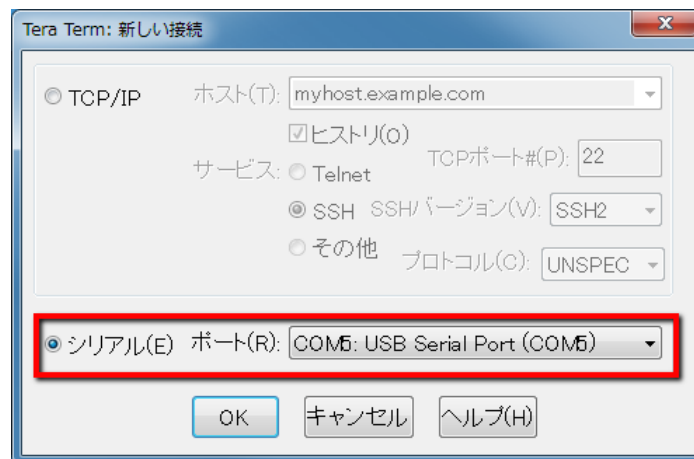 Tera Term: 新しい接続
TCP/IP ホスト(T): myhost.example.com
ヒストリ(O)
サービス: Telnet TCPポート#(P): 22
SSH SSHバージョン(V): SSH2
その他 プロトコル(C): UNSPEC
シリアル(E) ポート(R): COM5: USB Serial Port (COM5)
OK キャンセル ヘルプ(H)